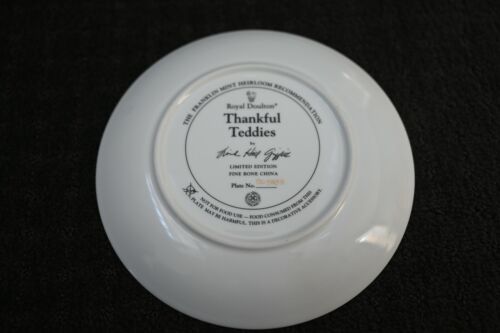 THE FRANKLIN MINT HEIRLOOM RECOMMENDATION
Royal Doulton®
Thankful
Teddies
by
LIMITED EDITION
FINE BONE CHINA
Plate No.
NOT FOR FOOD USE — FOOD CONSUMED FROM THIS
PLATE MAY BE HARMFUL. THIS IS A DECORATIVE ACCESSORY.